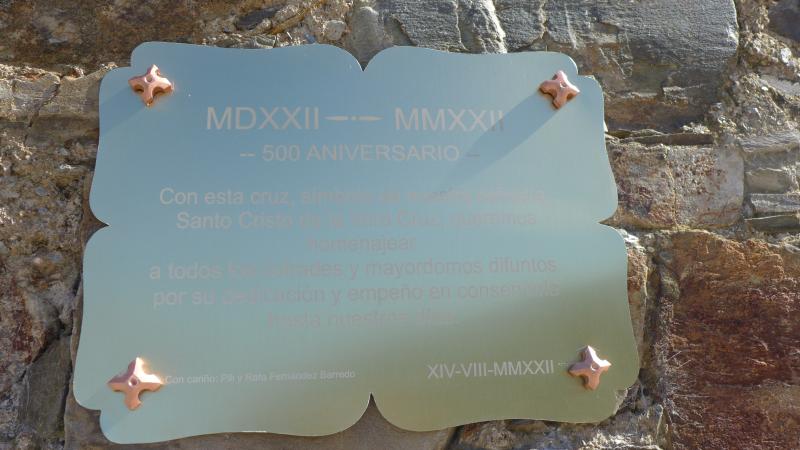 MDXXII MMXXII
-- 500 ANIVERSARIO --
Con esta cruz, símbolo de nuestra cofradía,
Santo Cristo de la Vera Cruz, queremos
homenajear
a todos los cofrades y mayordomos difuntos
por su dedicación y empeño en conservarla
hasta nuestros días.
Con cariño: Pili y Rafa Fernández Barredo
XIV-VIII-MMXXII